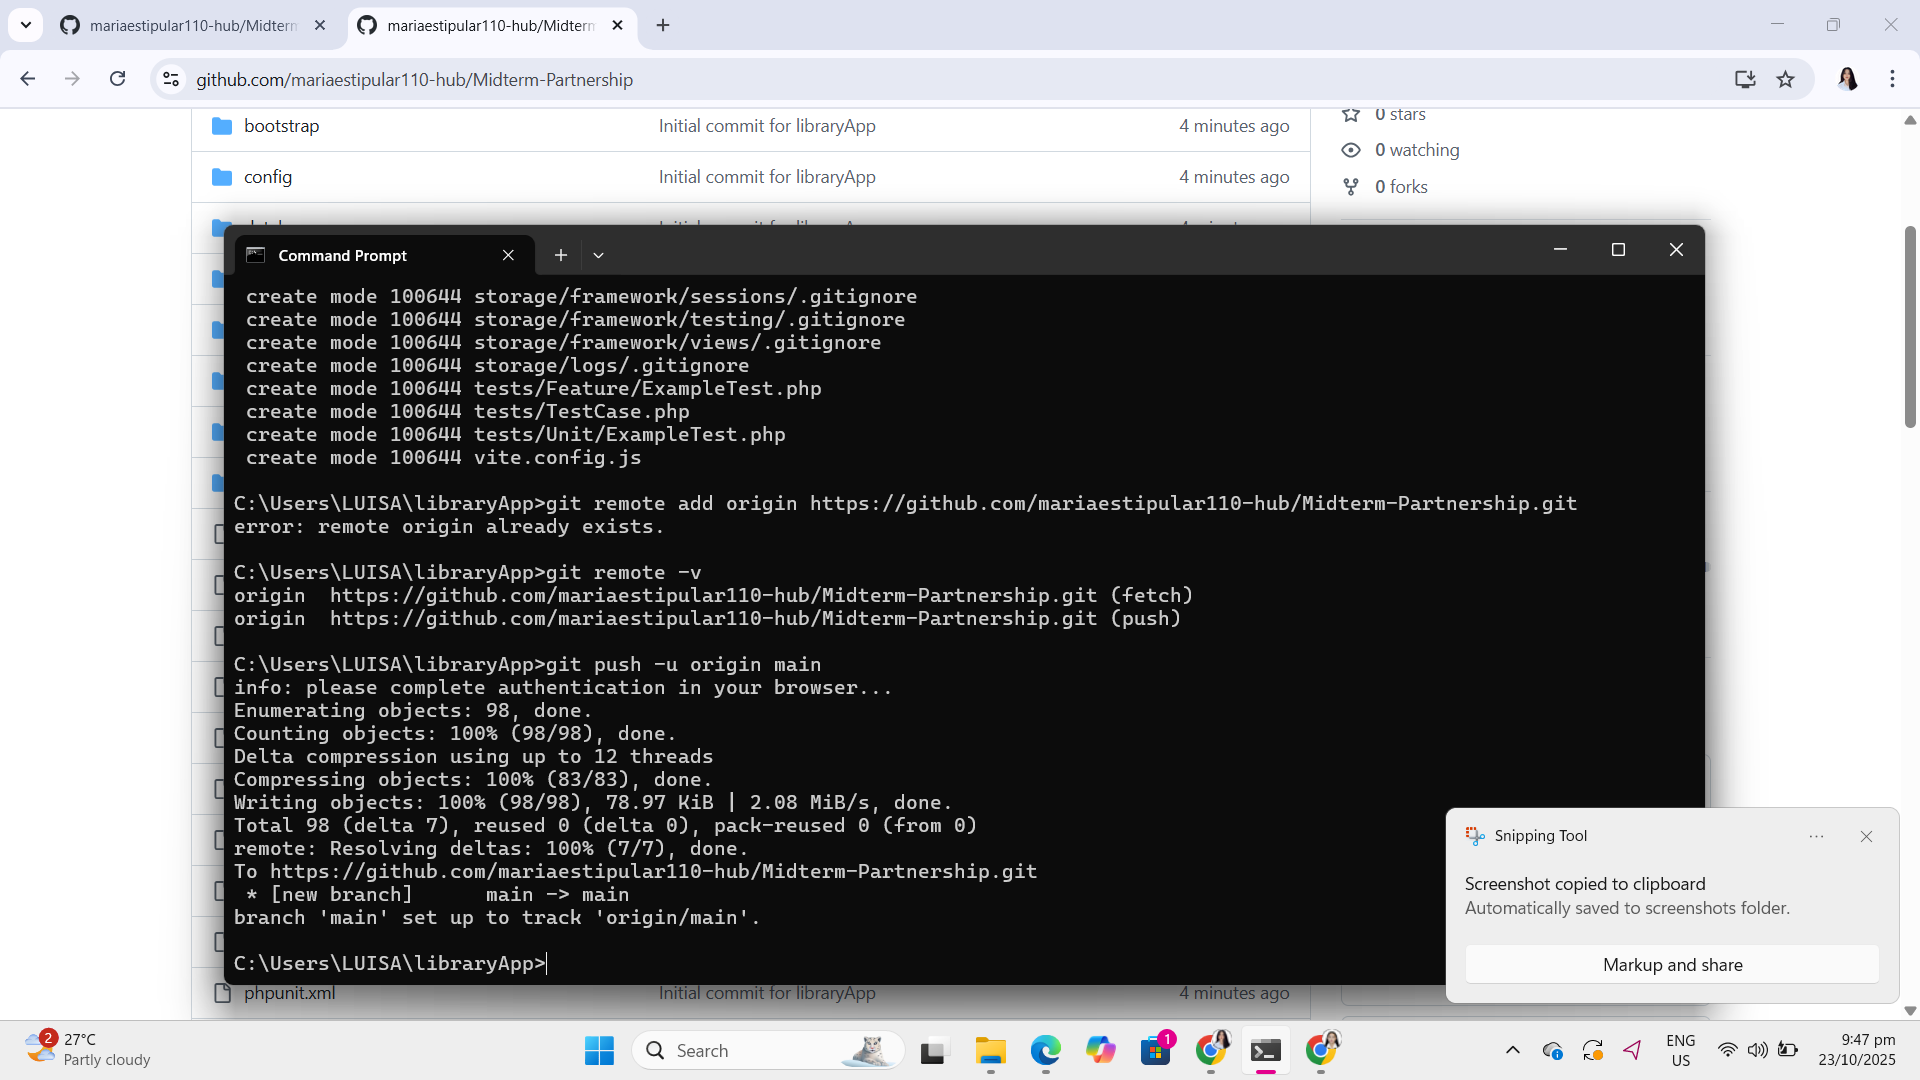 mariaestipular110-hub/Midterm
mariaestipular110-hub/Midterm
github.com/mariaestipular110-hub/Midterm-Partnership
bootstrap Initial commit for libraryApp 4 minutes ago
0 stars
0 watching
config Initial commit for libraryApp 4 minutes ago
0 forks
Command Prompt
create mode 100644 storage/framework/sessions/.gitignore
create mode 100644 storage/framework/testing/.gitignore
create mode 100644 storage/framework/views/.gitignore
create mode 100644 storage/logs/.gitignore
create mode 100644 tests/Feature/ExampleTest.php
create mode 100644 tests/TestCase.php
create mode 100644 tests/Unit/ExampleTest.php
create mode 100644 vite.config.js
C:\Users\LUISA\libraryApp>git remote add origin https://github.com/mariaestipular110-hub/Midterm-Partnership.git
error: remote origin already exists.
C:\Users\LUISA\libraryApp>git remote -v
origin https://github.com/mariaestipular110-hub/Midterm-Partnership.git (fetch)
origin https://github.com/mariaestipular110-hub/Midterm-Partnership.git (push)
C:\Users\LUISA\libraryApp>git push -u origin main
info: please complete authentication in your browser...
Enumerating objects: 98, done.
Counting objects: 100% (98/98), done.
Delta compression using up to 12 threads
Compressing objects: 100% (83/83), done.
Writing objects: 100% (98/98), 78.97 KiB | 2.08 MiB/s, done.
Total 98 (delta 7), reused 0 (delta 0), pack-reused 0 (from 0)
remote: Resolving deltas: 100% (7/7), done.
To https://github.com/mariaestipular110-hub/Midterm-Partnership.git
* [new branch] main -> main
branch 'main' set up to track 'origin/main'.
C:\Users\LUISA\libraryApp>
phpunit.xml Initial commit for libraryApp 4 minutes ago
Snipping Tool
Screenshot copied to clipboard
Automatically saved to screenshots folder.
Markup and share
2
27°C
Partly cloudy
Search
1
ENG
US
9:47 pm
23/10/2025